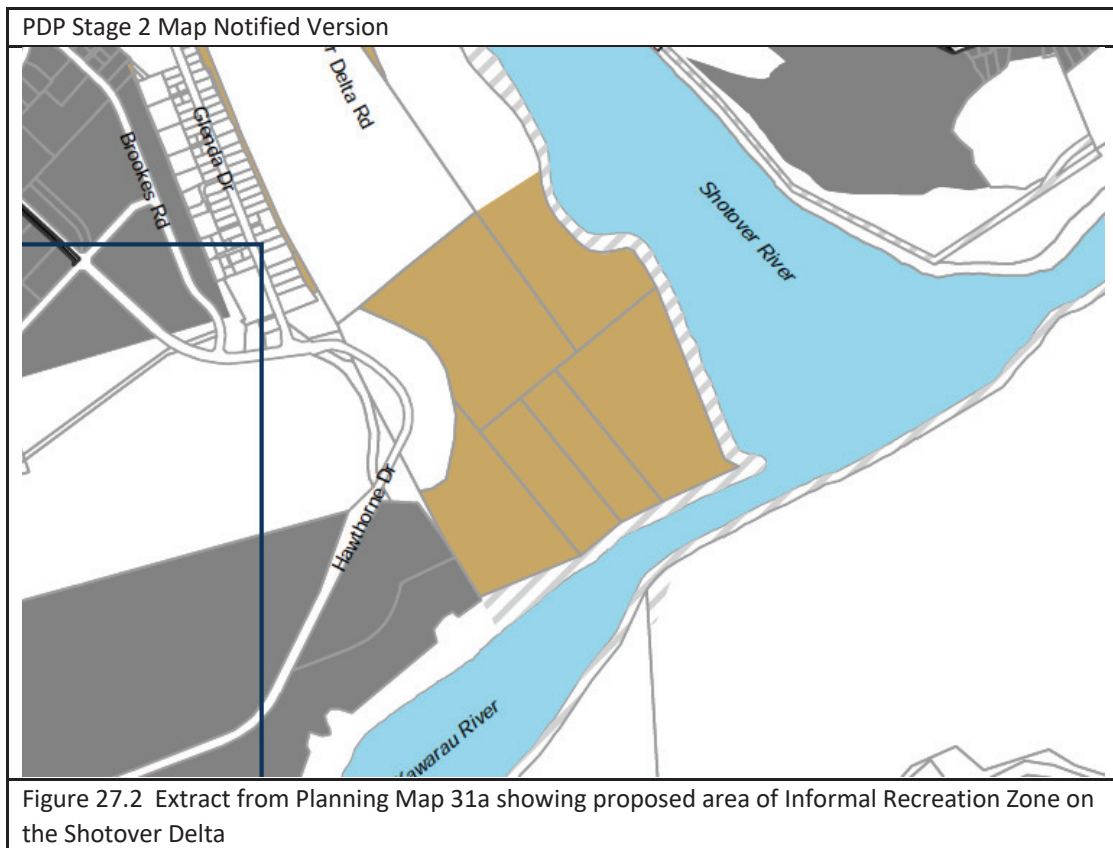 PDP Stage 2 Map Notified Version
r Delta Rd
Glenda Dr
Brookes Rd
Shotover River
Hawthorne Dr
Kawarau River
Figure 27.2 Extract from Planning Map 31a showing proposed area of Informal Recreation Zone on
the Shotover Delta